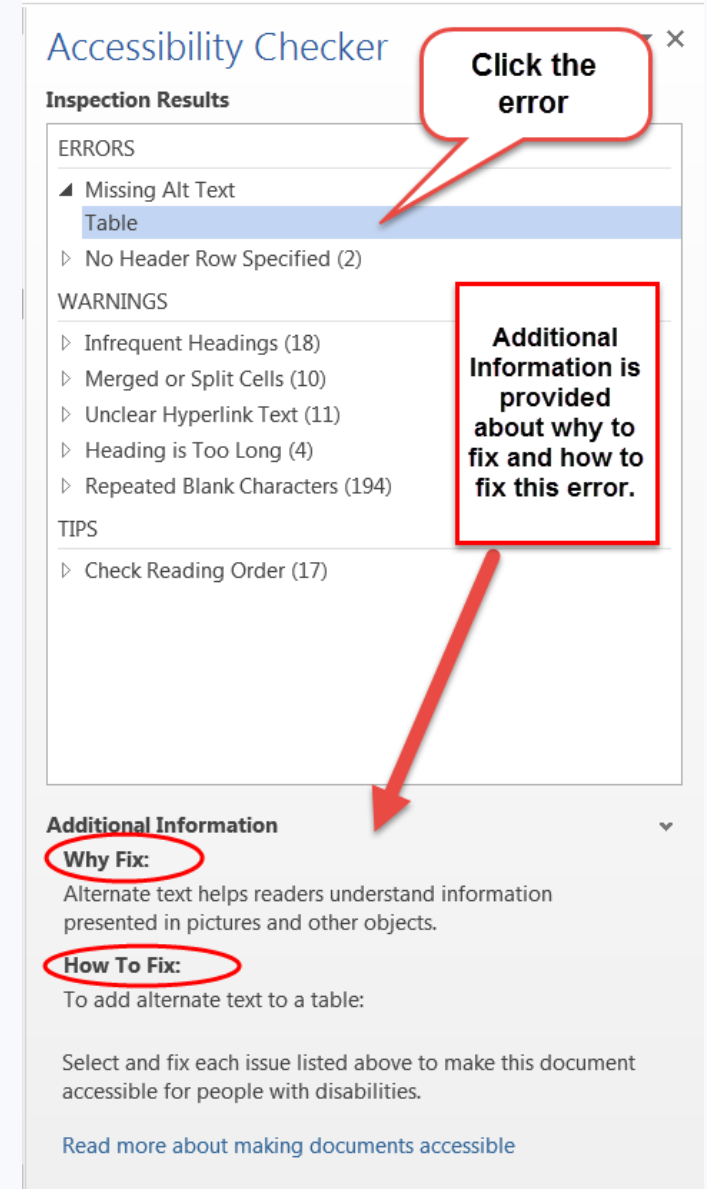 Accessibility Checker
Click the
error
Inspection Results
ERRORS
Missing Alt Text
Table
No Header Row Specified (2)
WARNINGS
Infrequent Headings (18)
Merged or Split Cells (10)
Unclear Hyperlink Text (11)
Heading is Too Long (4)
Repeated Blank Characters (194)
TIPS
Check Reading Order (17)
Additional
Information is
provided
about why to
fix and how to
fix this error.
Additional Information
Why Fix:
Alternate text helps readers understand information
presented in pictures and other objects.
How To Fix:
To add alternate text to a table:
Select and fix each issue listed above to make this document
accessible for people with disabilities.
Read more about making documents accessible